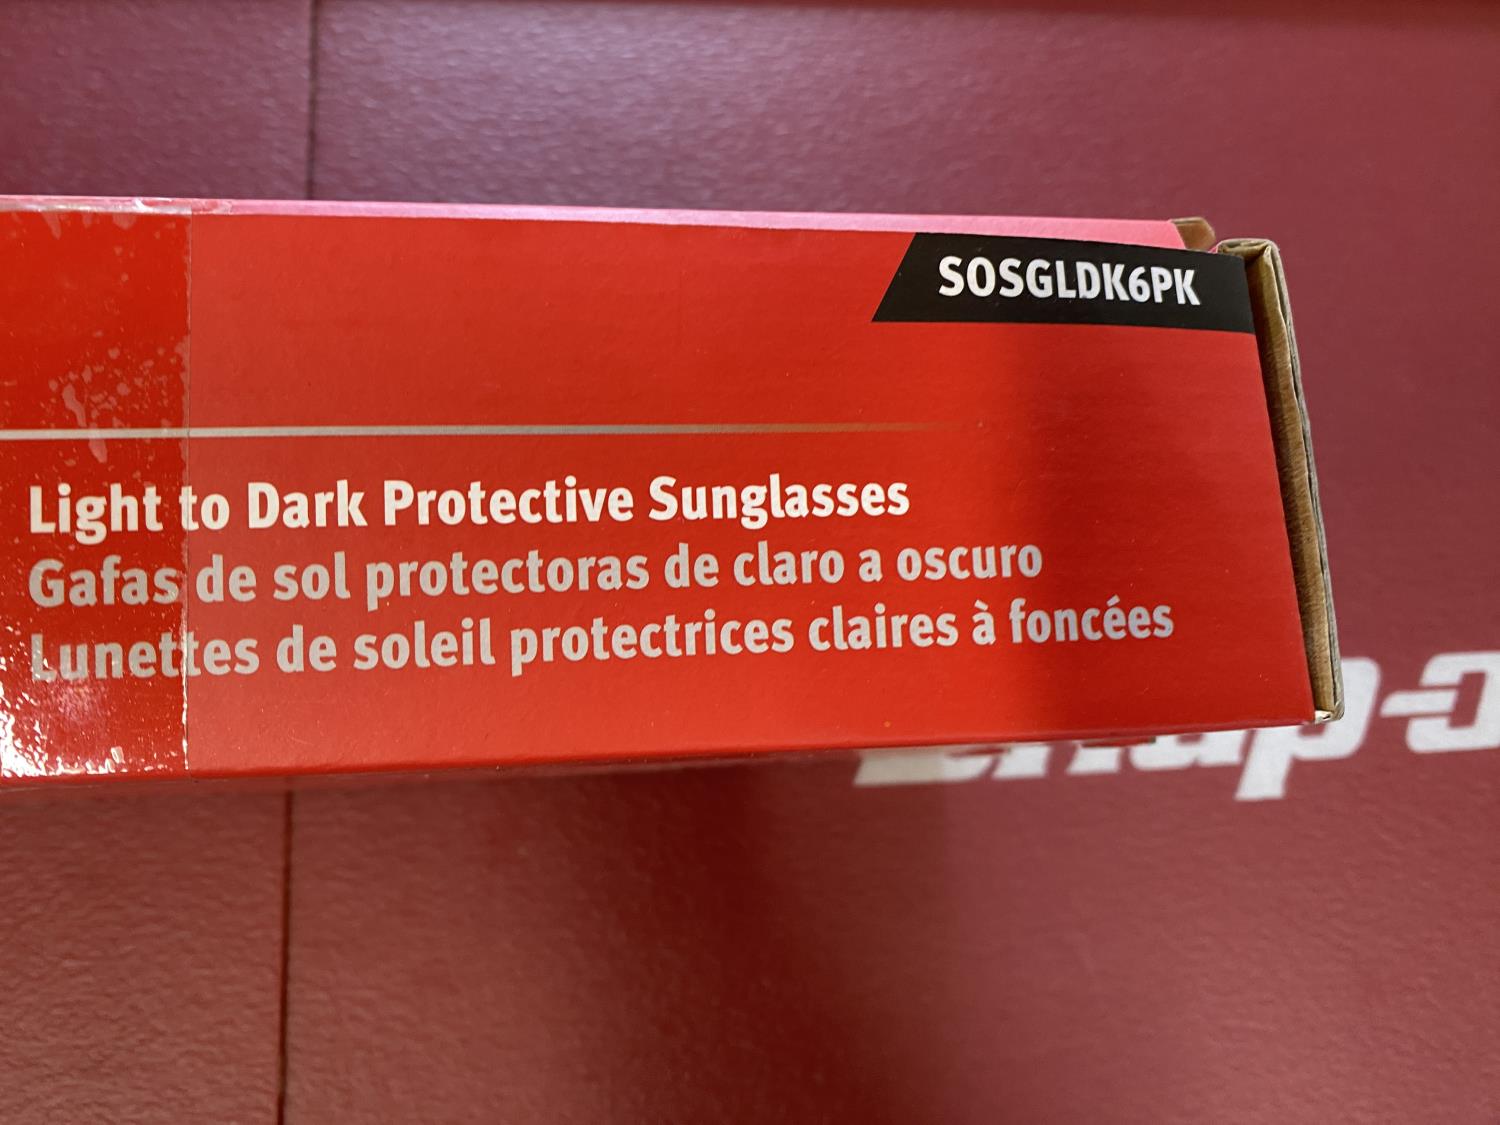 SOSGLDK6PK
Light to Dark Protective Sunglasses
Gafas de sol protectoras de claro a oscuro
Lunettes de soleil protectrices claires à foncées